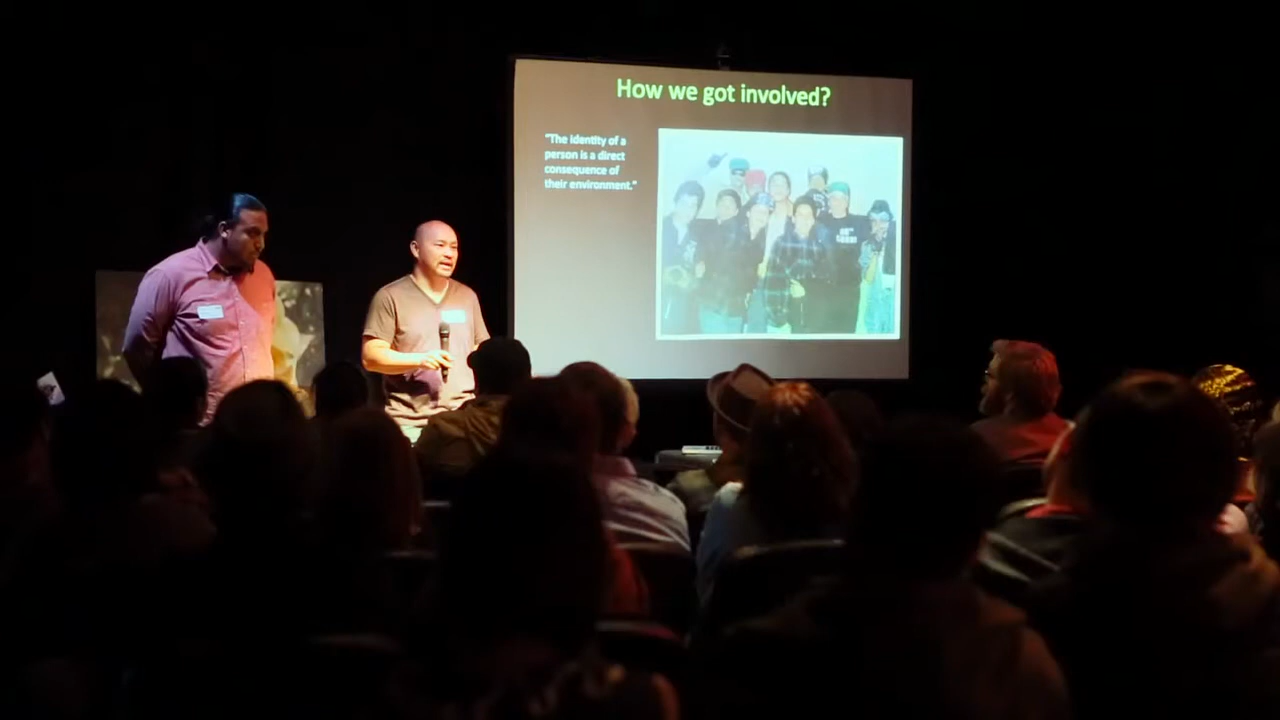 How we got involved?
"The identity of a
person is a direct
consequence of
their environment."